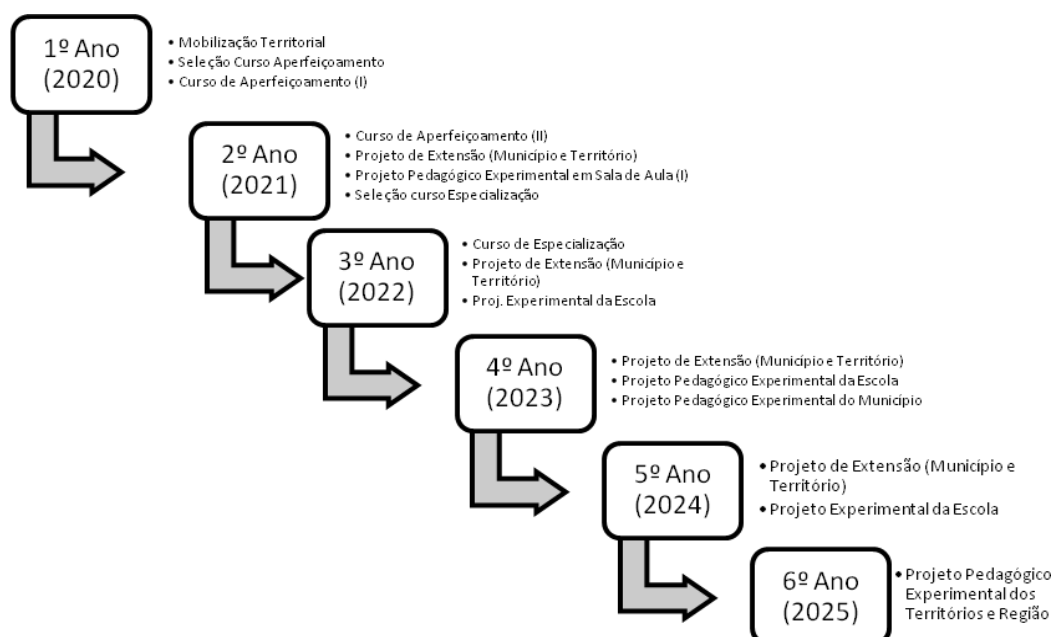 1º Ano
(2020)
• Mobilização Territorial
• Seleção Curso Aperfeiçoamento
• Curso de Aperfeiçoamento (I)
2º Ano
(2021)
• Curso de Aperfeiçoamento (II)
• Projeto de Extensão (Município e Território)
• Projeto Pedagógico Experimental em Sala de Aula (I)
• Seleção curso Especialização
3º Ano
(2022)
• Curso de Especialização
• Projeto de Extensão (Município e
Território)
• Proj. Experimental da Escola
4º Ano
(2023)
• Projeto de Extensão (Município e Território)
• Projeto Pedagógico Experimental da Escola
• Projeto Pedagógico Experimental do Município
5º Ano
(2024)
• Projeto de Extensão (Município e
Território)
• Projeto Experimental da Escola
6º Ano
(2025)
• Projeto Pedagógico
Experimental dos
Territórios e Região